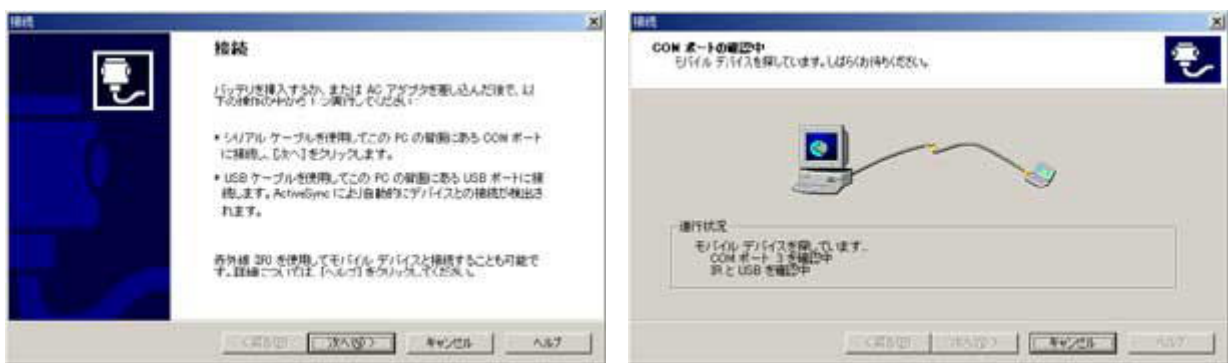 接続
接続
バッテリを挿入するか、または AC アダプタを差し込んだ後で、以
下の操作の中から 1 つ実行してください:
• シリアル ケーブルを使用してこの PC の背面にある COM ポート
に接続し、[次へ] をクリックします。
• USB ケーブルを使用してこの PC の背面にある USB ポートに接
続します。ActiveSync により自動的にデバイスとの接続が検出さ
れます。
赤外線 (IR) を使用してモバイル デバイスと接続することも可能で
す。詳細については、[ヘルプ] をクリックしてください。
< 戻る(B) 次へ(N) > キャンセル ヘルプ
接続
COM ポートの確認中
モバイル デバイスを探しています。しばらくお待ちください。
進行状況
モバイル デバイスを探しています..
COM ポート 3 を確認中
IR と USB を確認中
< 戻る(B) 次へ(N) > キャンセル ヘルプ